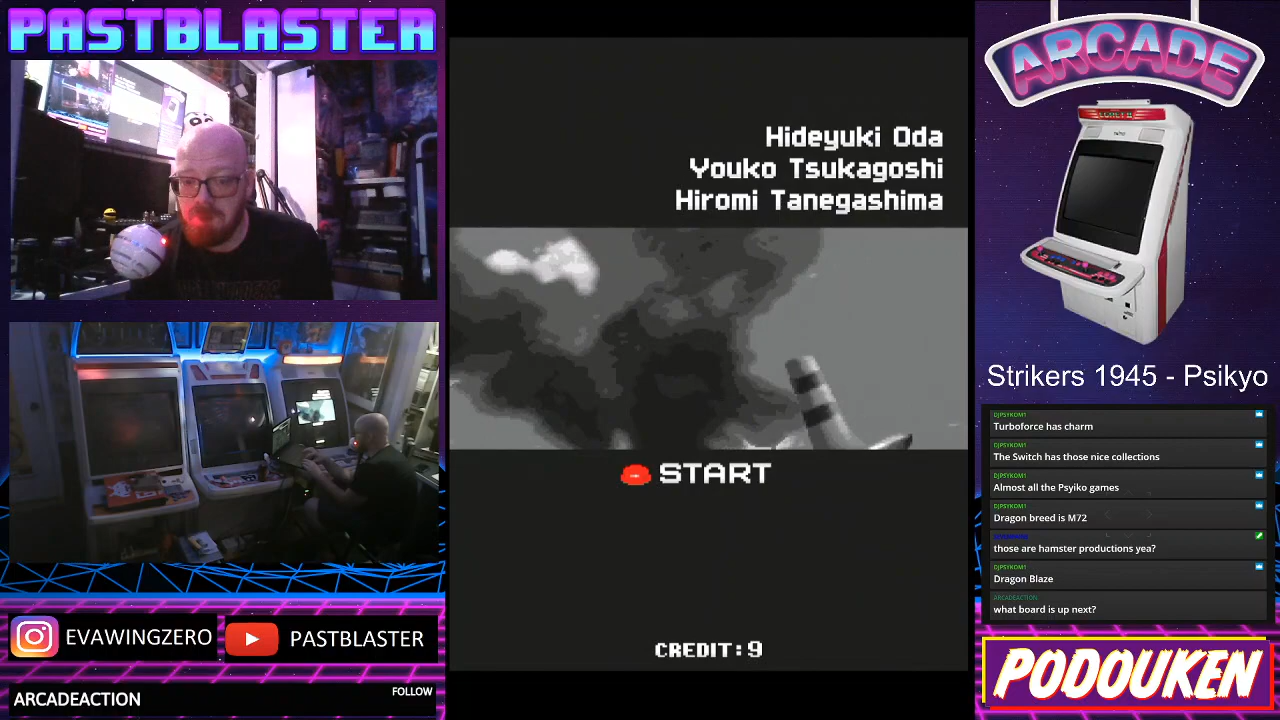 PASTBLASTER
EVAWINGZERO
PASTBLASTER
ARCADEACTION
FOLLOW
Hideyuki Oda
Youko Tsukagoshi
Hiromi Tanegashima
START
CREDIT:9
ARCADE
Strikers 1945 - Psikyo
DJPSYKOM1
Turboforce has charm
DJPSYKOM1
The Switch has those nice collections
DJPSYKOM1
Almost all the Psyiko games
DJPSYKOM1
Dragon breed is M72
those are hamster productions yea?
DJPSYKOM1
Dragon Blaze
ARCADEACTION
what board is up next?
PODOUKEN